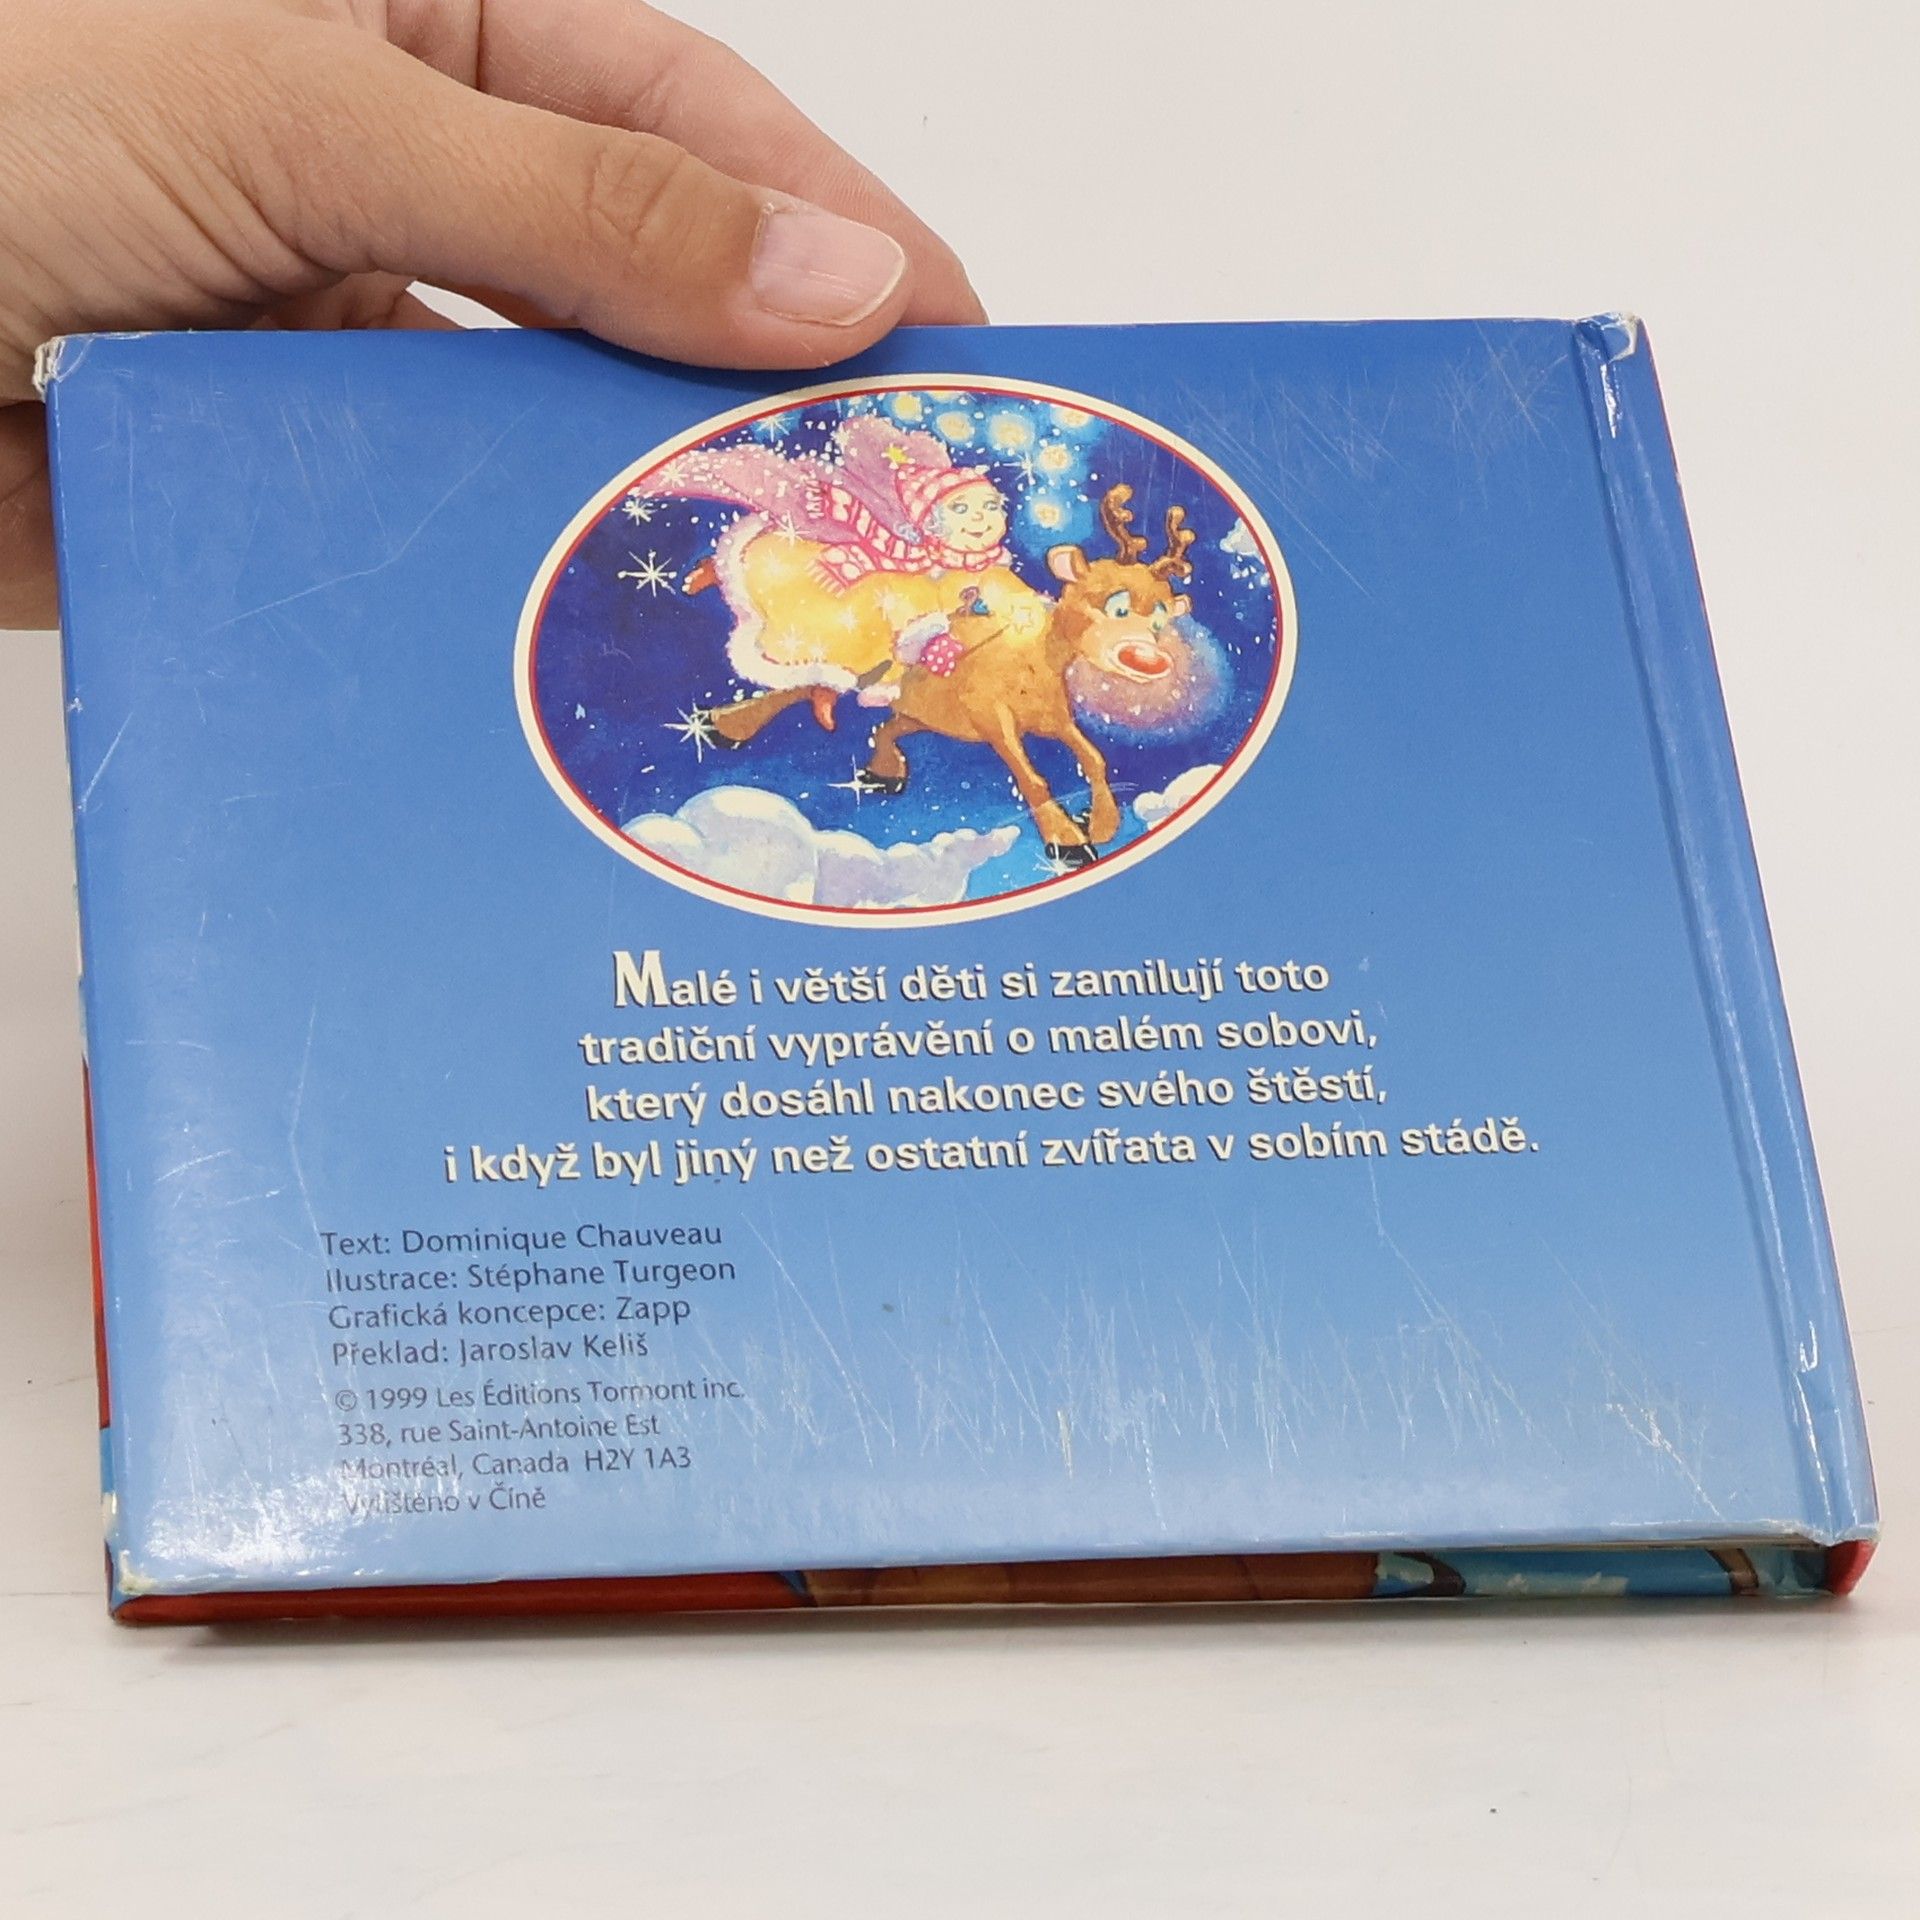 Malé i větší děti si zamilují toto
tradiční vyprávění o malém sobovi,
který dosáhl nakonec svého štěstí,
i když byl jiný než ostatní zvířata v sobím stádě.
Text: Dominique Chauveau
Ilustrace: Stéphane Turgeon
Grafická koncepce: Zapp
Překlad: Jaroslav Keliš
© 1999 Les Éditions Tormont inc.
338, rue Saint-Antoine Est
Montréal, Canada H2Y 1A3
Vytištěno v Číně